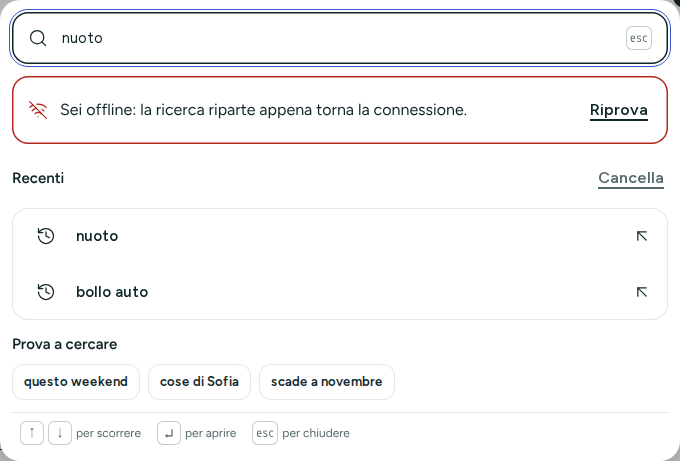 nuoto esc
Sei offline: la ricerca riparte appena torna la connessione. Riprova
Recenti Cancella
nuoto
bollo auto
Prova a cercare
questo weekend cose di Sofia scade a novembre
↑ ↓ per scorrere ↵ per aprire esc per chiudere